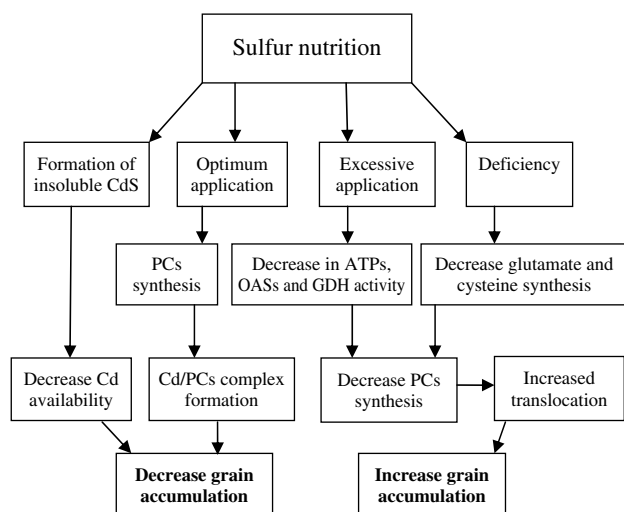 Sulfur nutrition
Formation of
insoluble CdS
Optimum
application
Excessive
application
Deficiency
PCs
synthesis
Decrease in ATPs,
OASs and GDH activity
Decrease glutamate and
cysteine synthesis
Decrease Cd
availability
Cd/PCs complex
formation
Decrease PCs
synthesis
Increased
translocation
Decrease grain
accumulation
Increase grain
accumulation